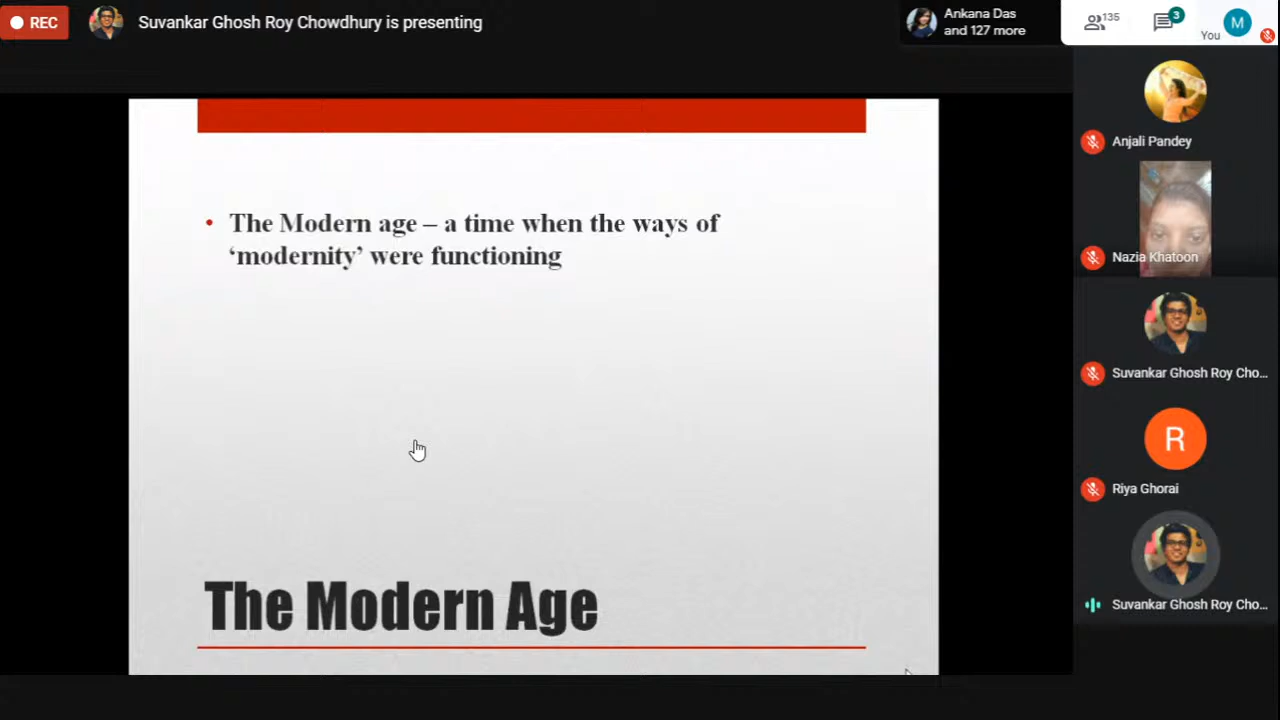 REC
Suvankar Ghosh Roy Chowdhury is presenting
Ankana Das
and 127 more
135
3
You
M
Anjali Pandey
• The Modern age – a time when the ways of
‘modernity’ were functioning
Nazia Khatoon
Suvankar Ghosh Roy Cho...
R
Riya Ghorai
Suvankar Ghosh Roy Cho...
The Modern Age